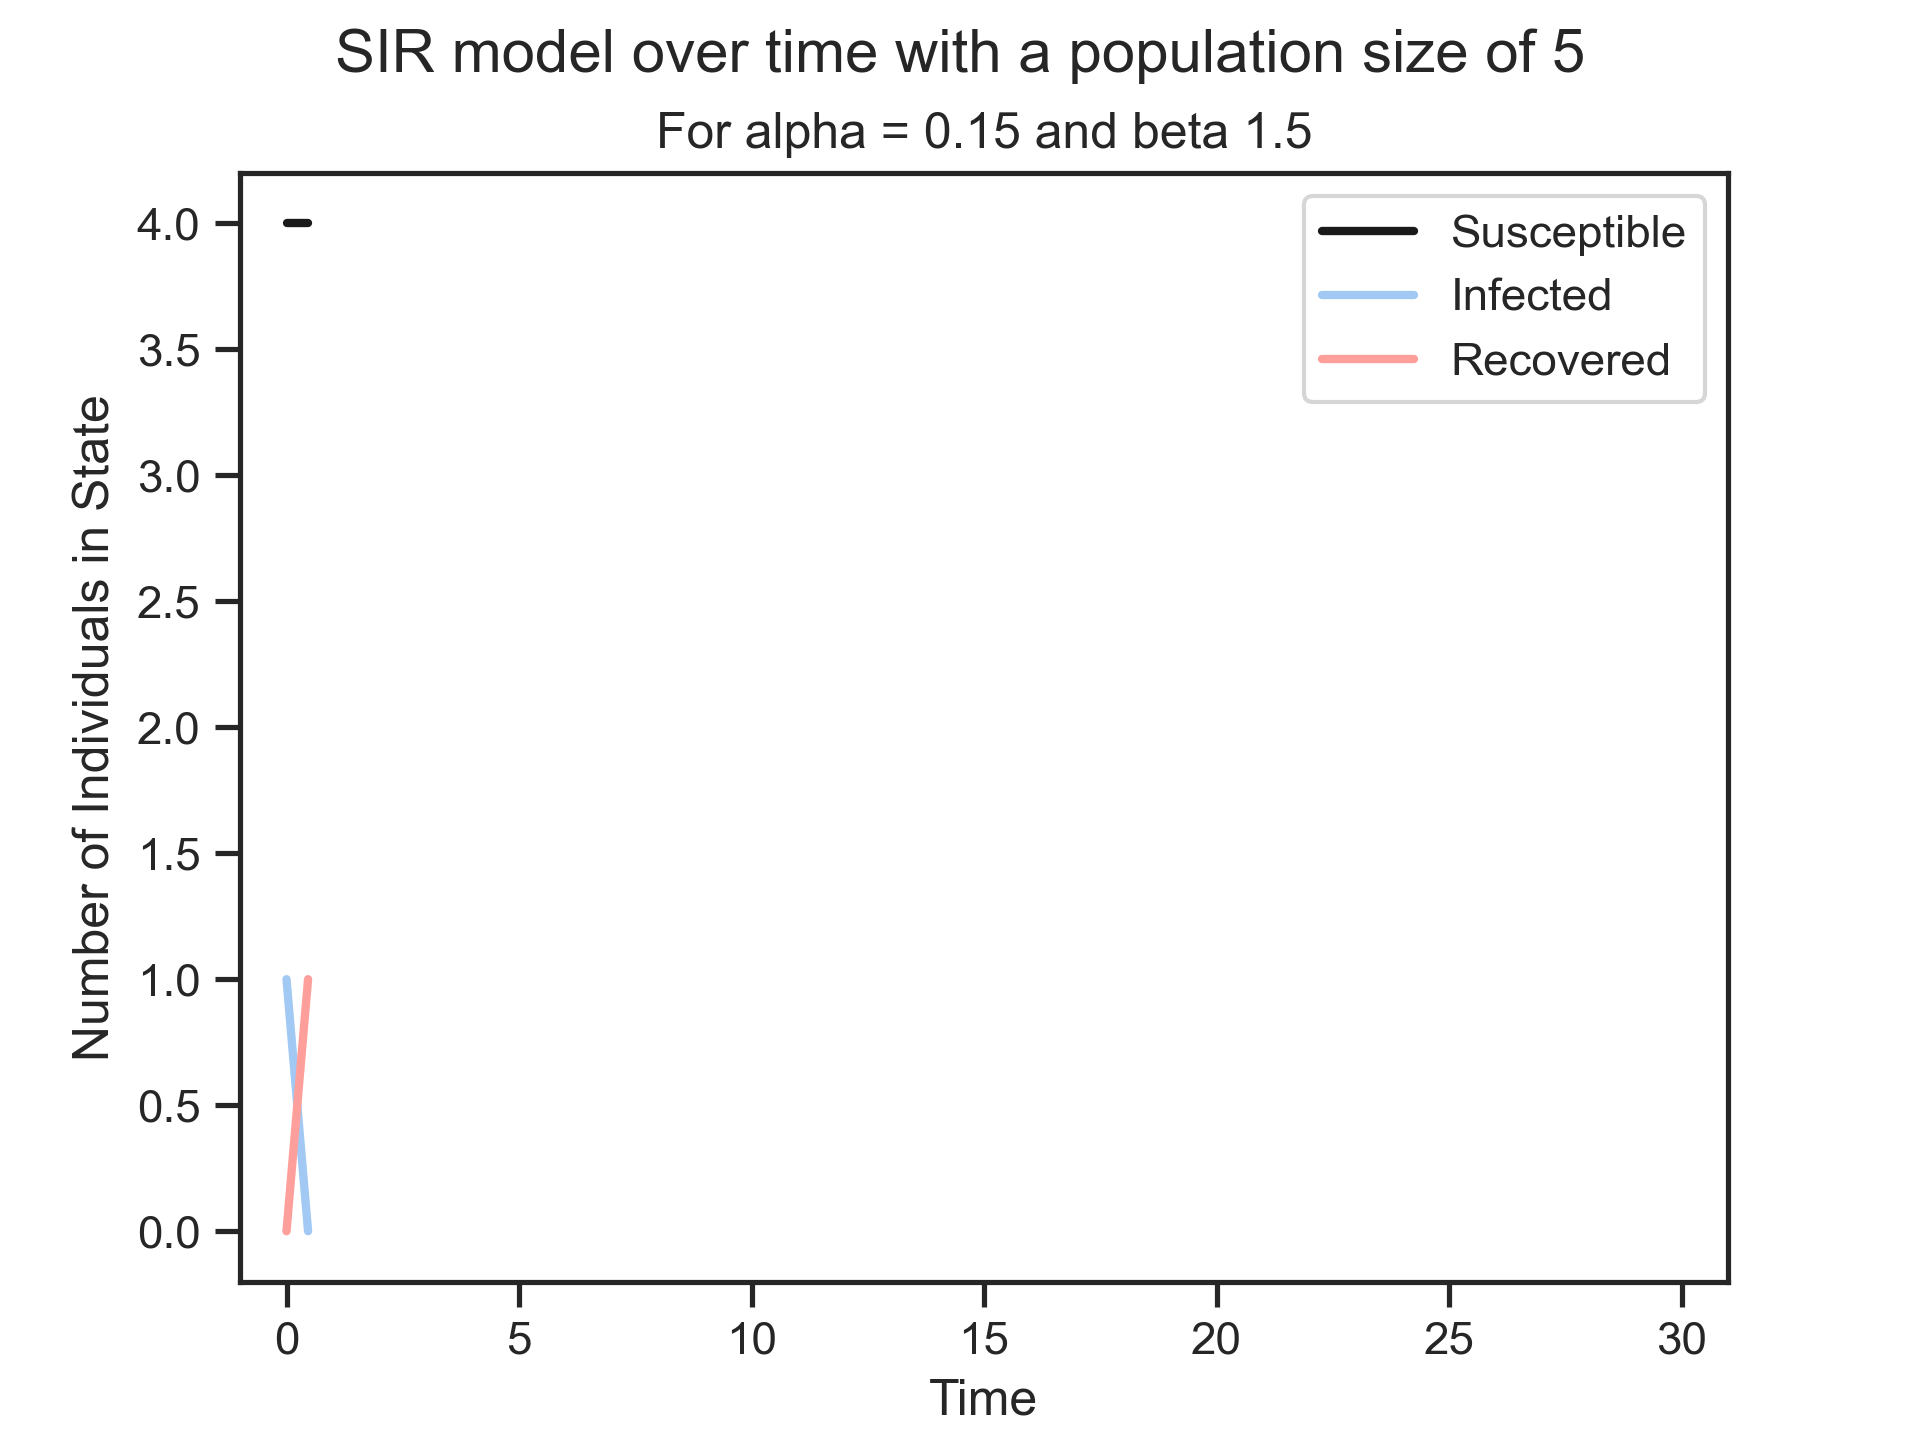 SIR model over time with a population size of 5
For alpha = 0.15 and beta 1.5
Susceptible
Infected
Recovered
Number of Individuals in State
4.0
3.5
3.0
2.5
2.0
1.5
1.0
0.5
0.0
0 5 10 15 20 25 30
Time